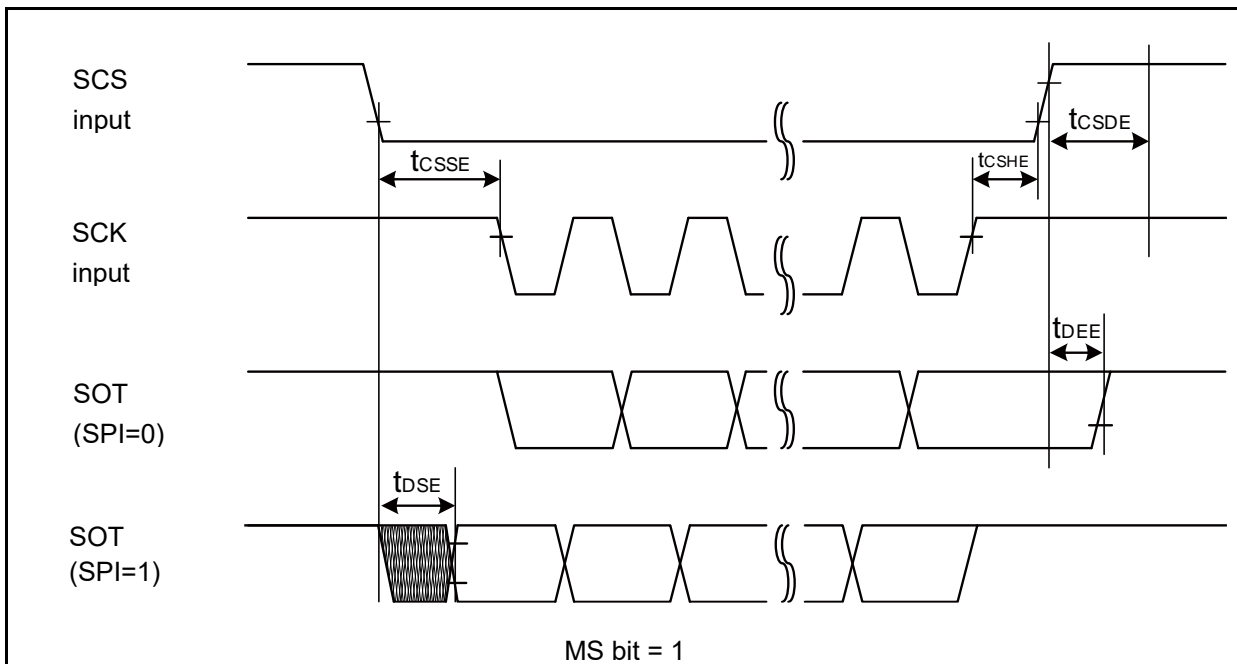 SCS
input
tCSDE
tCSSE
tCSHE
SCK
input
tDEE
SOT
(SPI=0)
tDSE
SOT
(SPI=1)
MS bit = 1